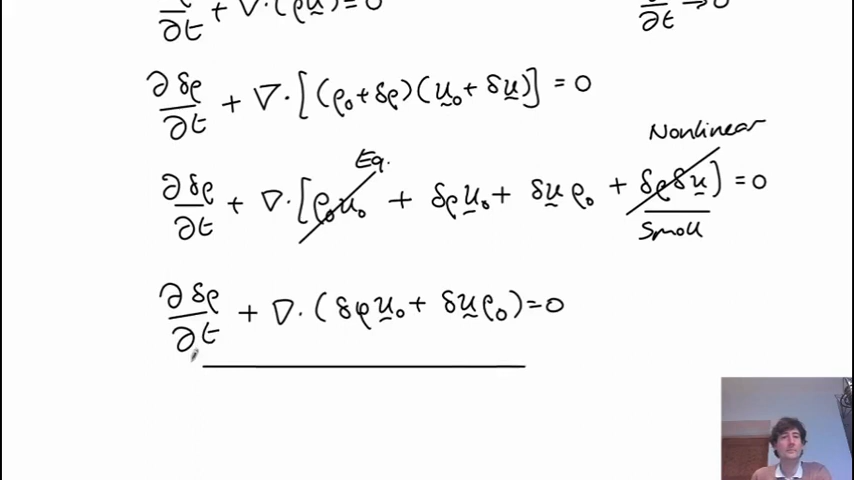 ∂t + ∇·(ρu) = 0
∂t → 0
∂δρ/∂t + ∇·[(ρ₀+δρ)(u₀+δu)] = 0
Nonlinear
Eq.
∂δρ/∂t + ∇·[ρ₀u₀ + δρu₀ + δuρ₀ + δρδu] = 0
Small
∂δρ/∂t + ∇·(δρu₀ + δuρ₀) = 0